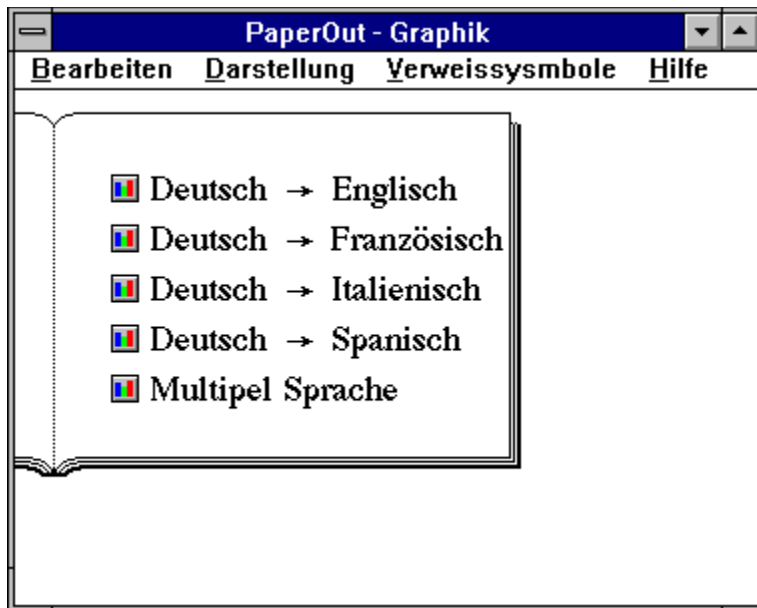 PaperOut - Graphik
Bearbeiten Darstellung Verweissysmbole Hilfe
Deutsch → Englisch
Deutsch → Französisch
Deutsch → Italienisch
Deutsch → Spanisch
Multipel Sprache